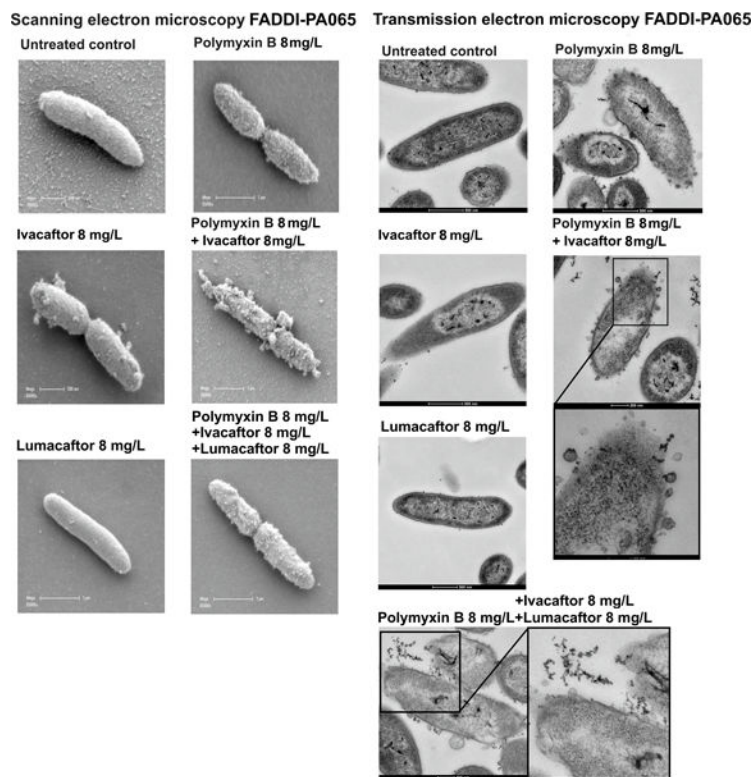 Scanning electron microscopy FADDI-PA065
Untreated control
Polymyxin B 8mg/L
Ivacaftor 8 mg/L
Polymyxin B 8mg/L
+ Ivacaftor 8mg/L
Lumacaftor 8 mg/L
Polymyxin B 8 mg/L
+Ivacaftor 8 mg/L
+Lumacaftor 8 mg/L
Transmission electron microscopy FADDI-PA065
Untreated control
Polymyxin B 8mg/L
Ivacaftor 8 mg/L
Polymyxin B 8mg/L
+ Ivacaftor 8mg/L
Lumacaftor 8 mg/L
+Ivacaftor 8 mg/L
Polymyxin B 8 mg/L+Lumacaftor 8 mg/L